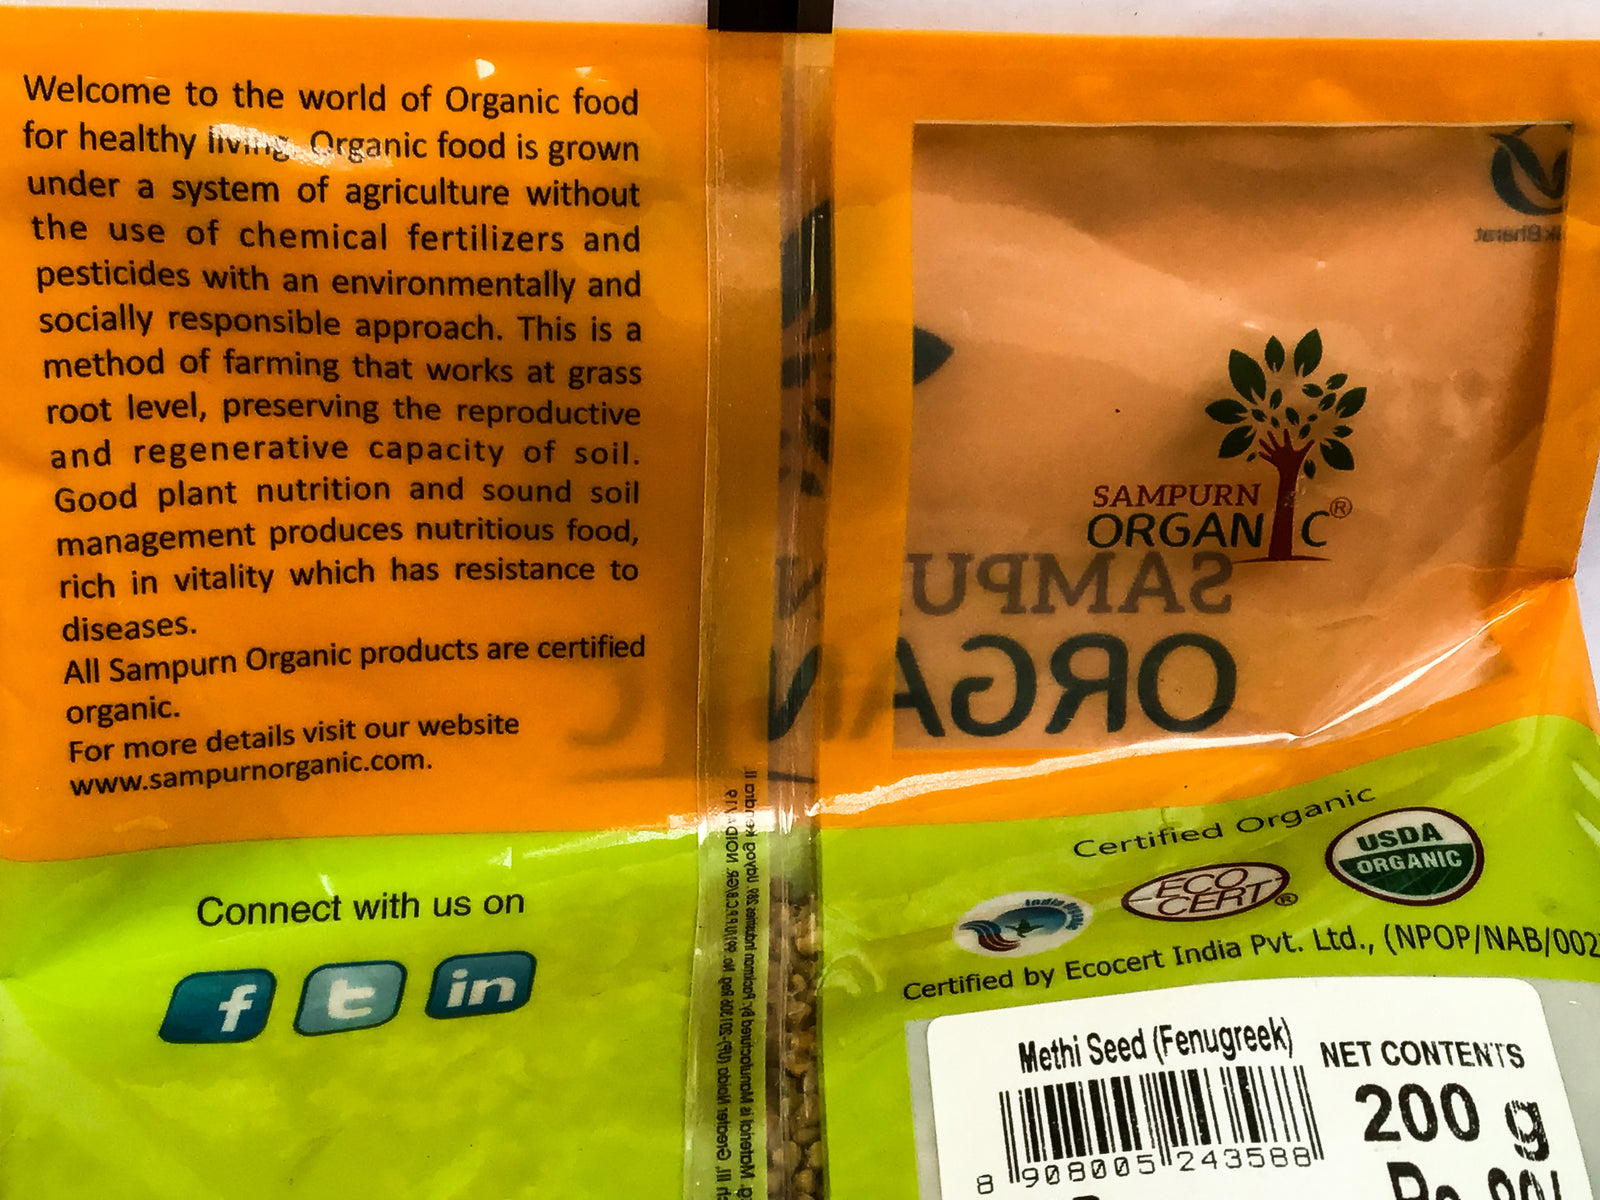 Welcome to the world of Organic food
for healthy living. Organic food is grown
under a system of agriculture without
the use of chemical fertilizers and
pesticides with an environmentally and
socially responsible approach. This is a
method of farming that works at grass
root level, preserving the reproductive
and regenerative capacity of soil.
Good plant nutrition and sound soil
management produces nutritious food,
rich in vitality which has resistance to
diseases.
All Sampurn Organic products are certified
organic.
For more details visit our website
www.sampurnorganic.com.
Connect with us on
f t in
SAMPURN
ORGANIC®
SAMPU
ORGA
Certified Organic
India Organic
ECO
CERT®
USDA
ORGANIC
Certified by Ecocert India Pvt. Ltd., (NPOP/NAB/002
Methi Seed (Fenugreek)
NET CONTENTS
200 g
8 908005 243588